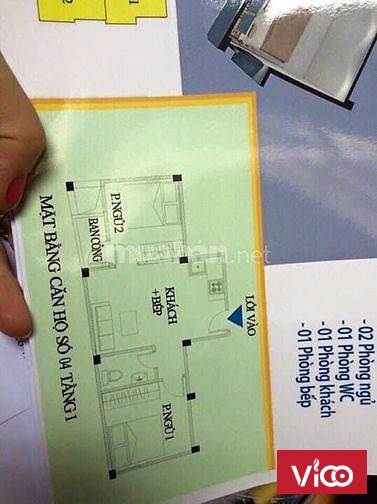 LỐI VÀO
P.NGỦ 2
BAN CÔNG
KHÁCH
+BẾP
P.NGỦ 1
MẶT BẰNG CĂN HỘ SỐ 04 TẦNG 1
- 02 Phòng ngủ
- 01 Phòng WC
- 01 Phòng khách
- 01 Phòng bếp
muaban.net
VICO